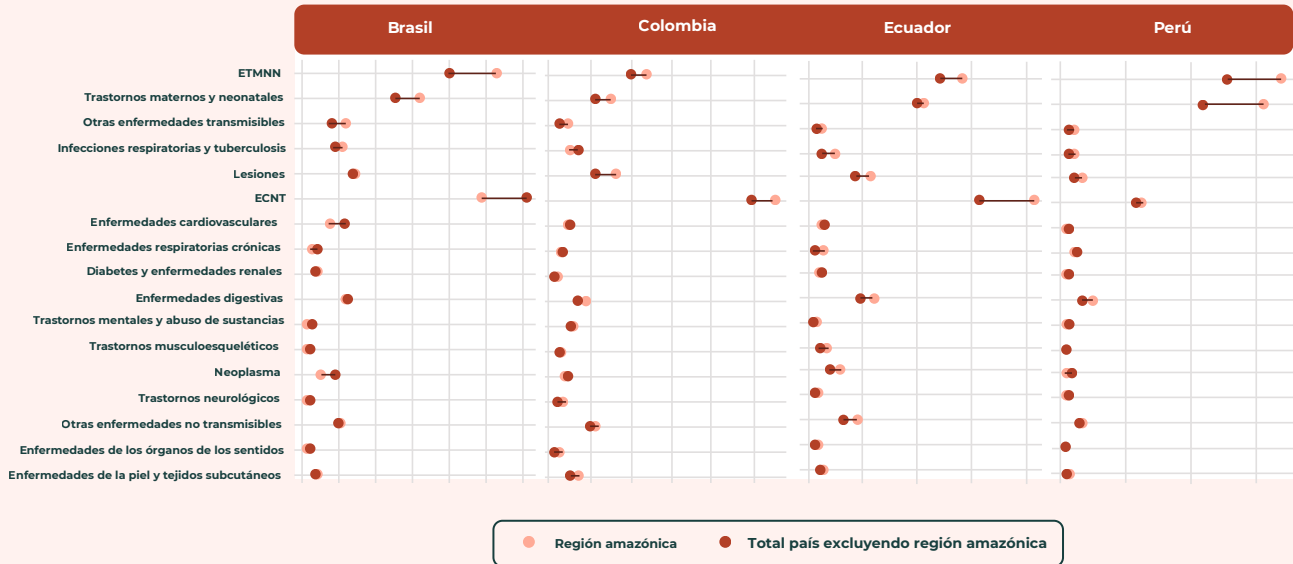 Brasil
Colombia
Ecuador
Perú
ETMNN
Trastornos maternos y neonatales
Otras enfermedades transmisibles
Infecciones respiratorias y tuberculosis
Lesiones
ECNT
Enfermedades cardiovasculares
Enfermedades respiratorias crónicas
Diabetes y enfermedades renales
Enfermedades digestivas
Trastornos mentales y abuso de sustancias
Trastornos musculoesqueléticos
Neoplasma
Trastornos neurológicos
Otras enfermedades no transmisibles
Enfermedades de los órganos de los sentidos
Enfermedades de la piel y tejidos subcutáneos
Región amazónica
Total país excluyendo región amazónica